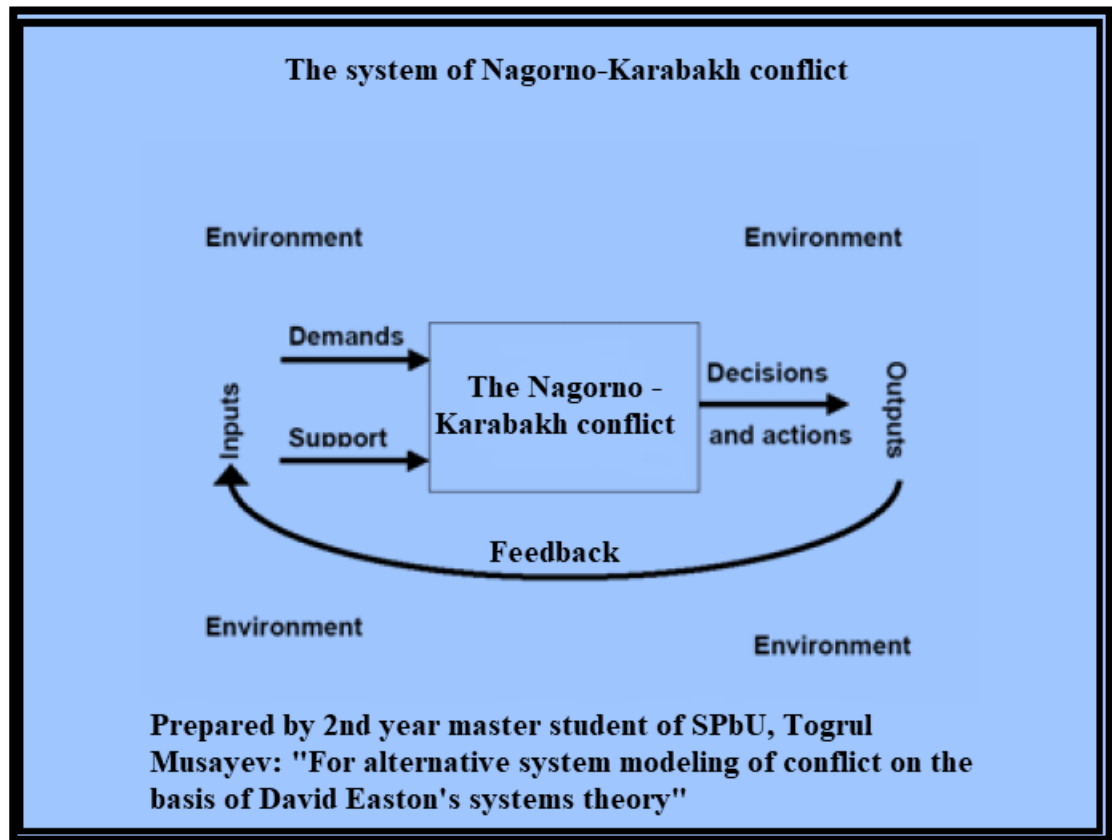 The system of Nagorno-Karabakh conflict
Environment
Environment
Demands
Inputs
Support
The Nagorno -
Karabakh conflict
Decisions
and actions
Outputs
Feedback
Environment
Environment
Prepared by 2nd year master student of SPbU, Togrul
Musayev: "For alternative system modeling of conflict on the
basis of David Easton's systems theory"